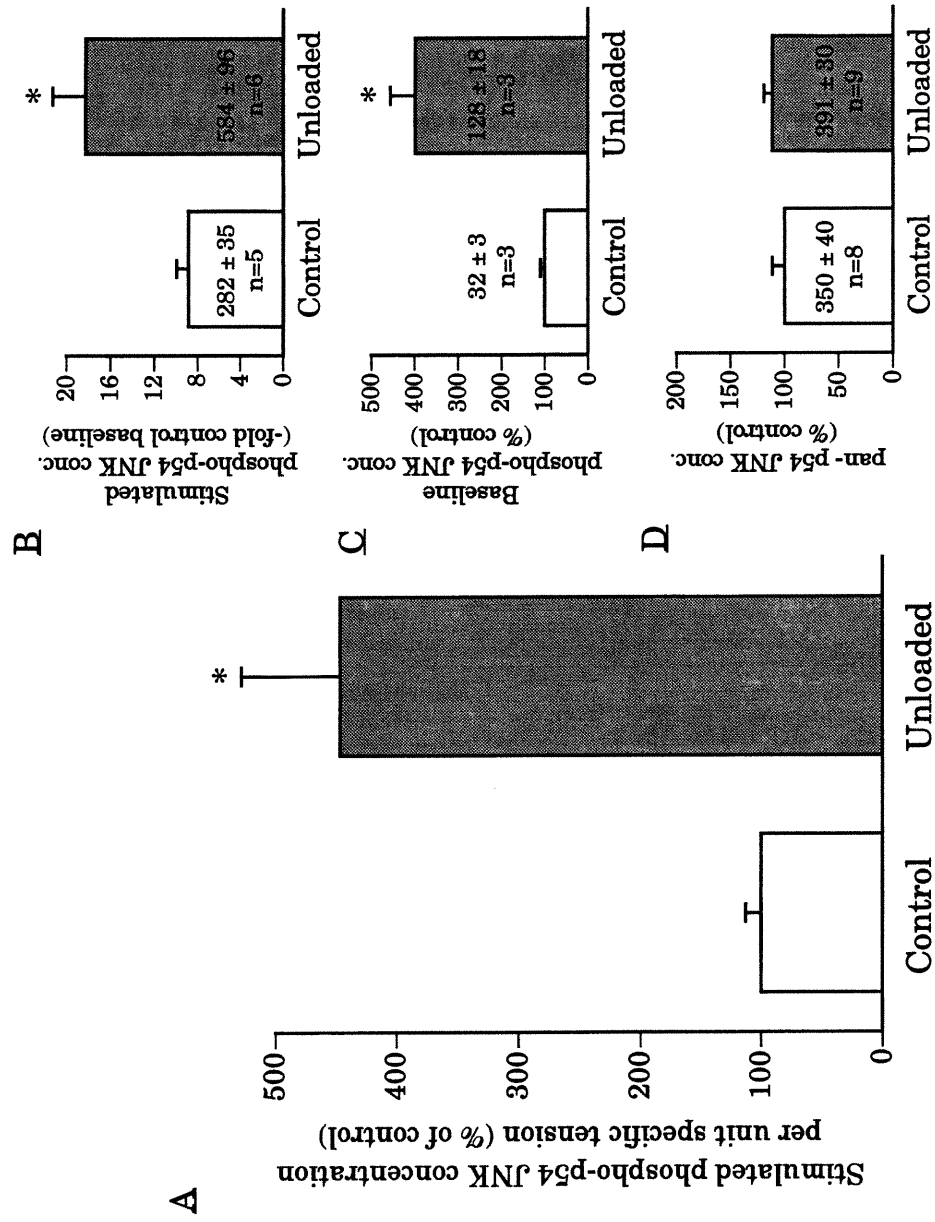 A
Stimulated phospho-p54 JNK concentration
per unit specific tension (% of control)
500
400
300
200
100
0
*
Control
Unloaded
B
Stimulated
phospho-p54 JNK conc.
(-fold control baseline)
20
16
12
8
4
0
*
282 ± 35
n=5
584 ± 96
n=6
Control
Unloaded
C
Baseline
phospho-p54 JNK conc.
(% control)
500
400
300
200
100
0
*
32 ± 3
n=3
128 ± 18
n=3
Control
Unloaded
D
pan- p54 JNK conc.
(% control)
200
150
100
50
0
350 ± 40
n=8
391 ± 30
n=9
Control
Unloaded